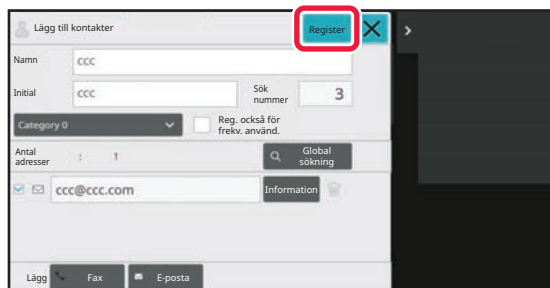 Lägg till kontakter
Register
Namn
ccc
Initial
ccc
Sök
nummer
3
Category 0
Reg. också för
frekv. använd.
Antal
adresser : 1
Global
sökning
ccc@ccc.com
Information
Lägg
Fax
E-posta